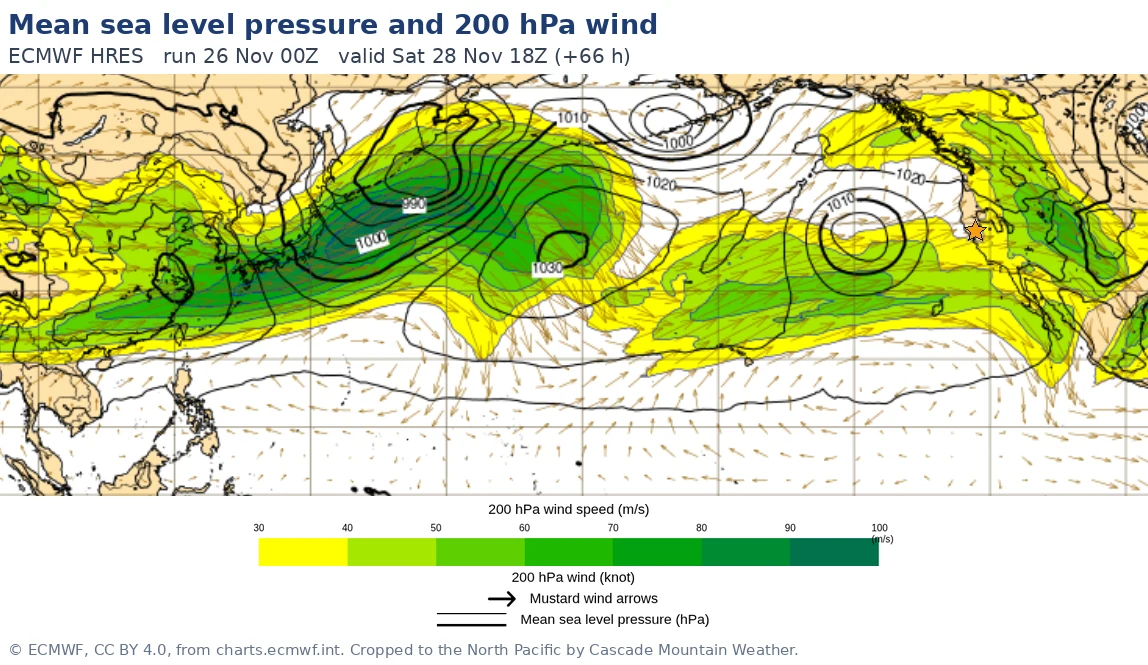 Mean sea level pressure and 200 hPa wind
ECMWF HRES   run 26 Nov 00Z   valid Sat 28 Nov 18Z (+66 h)
1010
1000
1020
1020
1010
990
1000
1030
200 hPa wind speed (m/s)
30 40 50 60 70 80 90 100
(m/s)
200 hPa wind (knot)
Mustard wind arrows
Mean sea level pressure (hPa)
© ECMWF, CC BY 4.0, from charts.ecmwf.int. Cropped to the North Pacific by Cascade Mountain Weather.